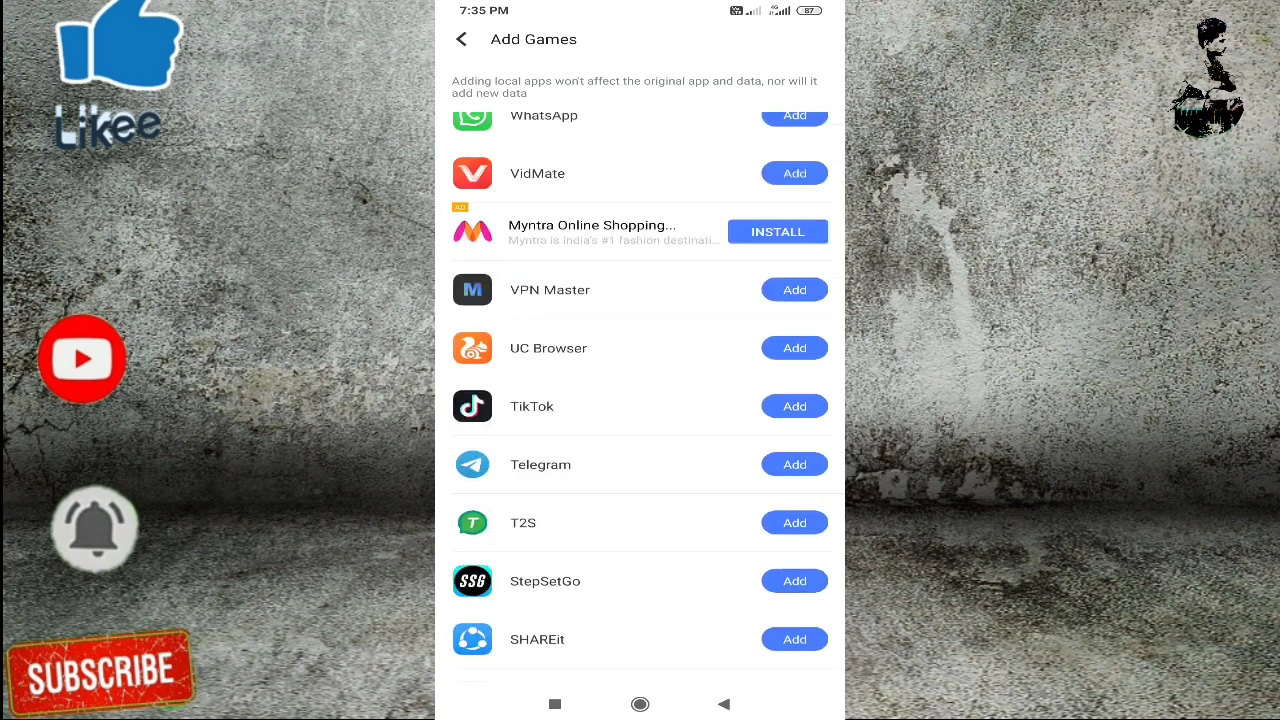 7:35 PM
87
Add Games
Adding local apps won't affect the original app and data, nor will it
add new data
WhatsApp
Add
VidMate
Add
AD
Myntra Online Shopping...
Myntra is india's #1 fashion destinati...
INSTALL
M
VPN Master
Add
UC Browser
Add
TikTok
Add
Telegram
Add
T
T2S
Add
SSG
StepSetGo
Add
SHAREit
Add
Likee
SUBSCRIBE